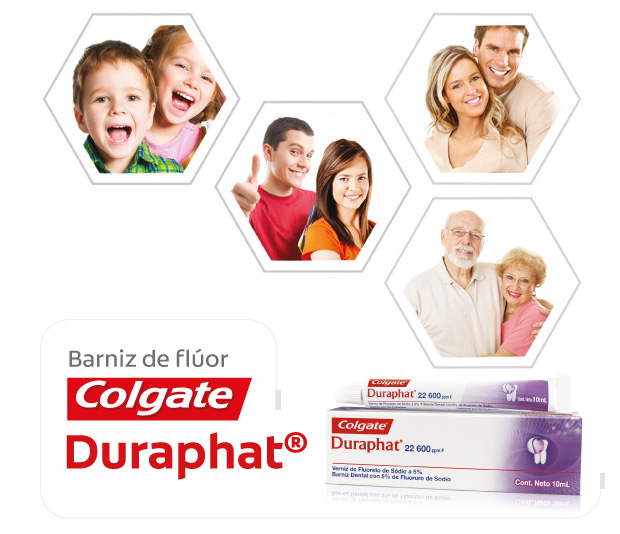 Barniz de flúor
Colgate
Duraphat®
Colgate
Duraphat® 22 600 ppm F
Cont. Neto 10mL
Colgate®
Duraphat® 22 600 ppm F
Verniz de Fluoreto de Sódio a 5%
Barniz Dental con 5% de Fluoruro de Sodio
Cont. Neto 10mL